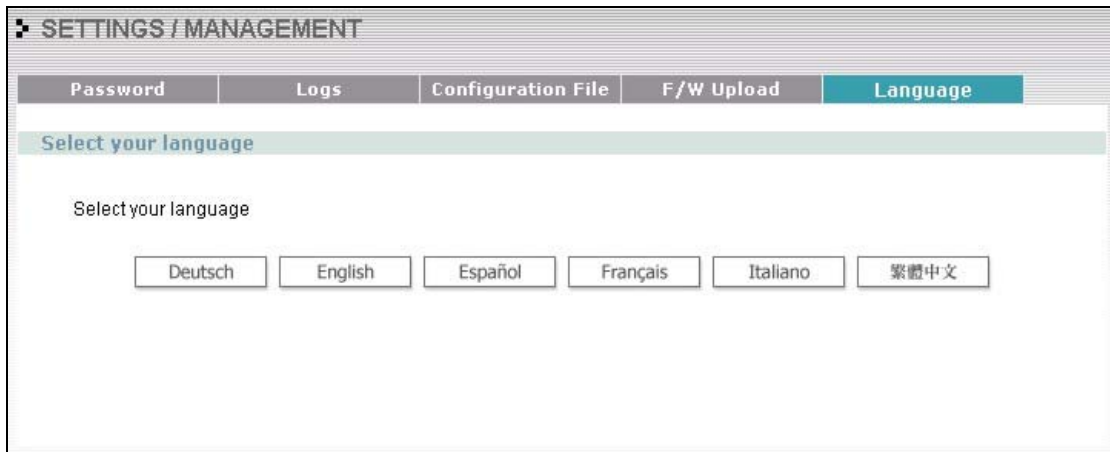 SETTINGS / MANAGEMENT
Password Logs Configuration File F/W Upload Language
Select your language
Select your language
Deutsch English Español Français Italiano 繁體中文